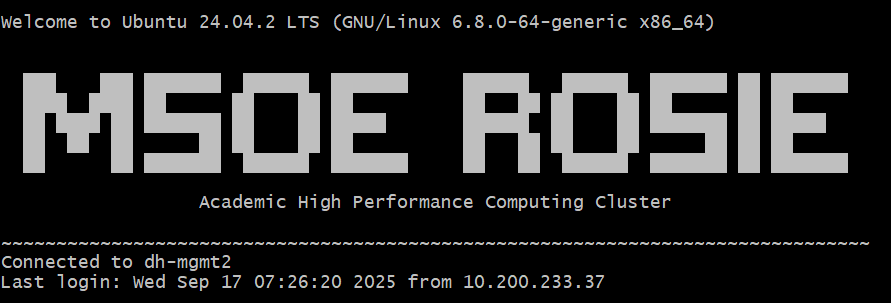 Welcome to Ubuntu 24.04.2 LTS (GNU/Linux 6.8.0-64-generic x86_64)
MSOE ROSIE
Academic High Performance Computing Cluster
~~~~~~~~~~~~~~~~~~~~~~~~~~~~~~~~~~~~~~~~~~~~~~~~~~~~~~~~~~~~~~~~~~~~~~~~~~~~~~~
Connected to dh-mgmt2
Last login: Wed Sep 17 07:26:20 2025 from 10.200.233.37